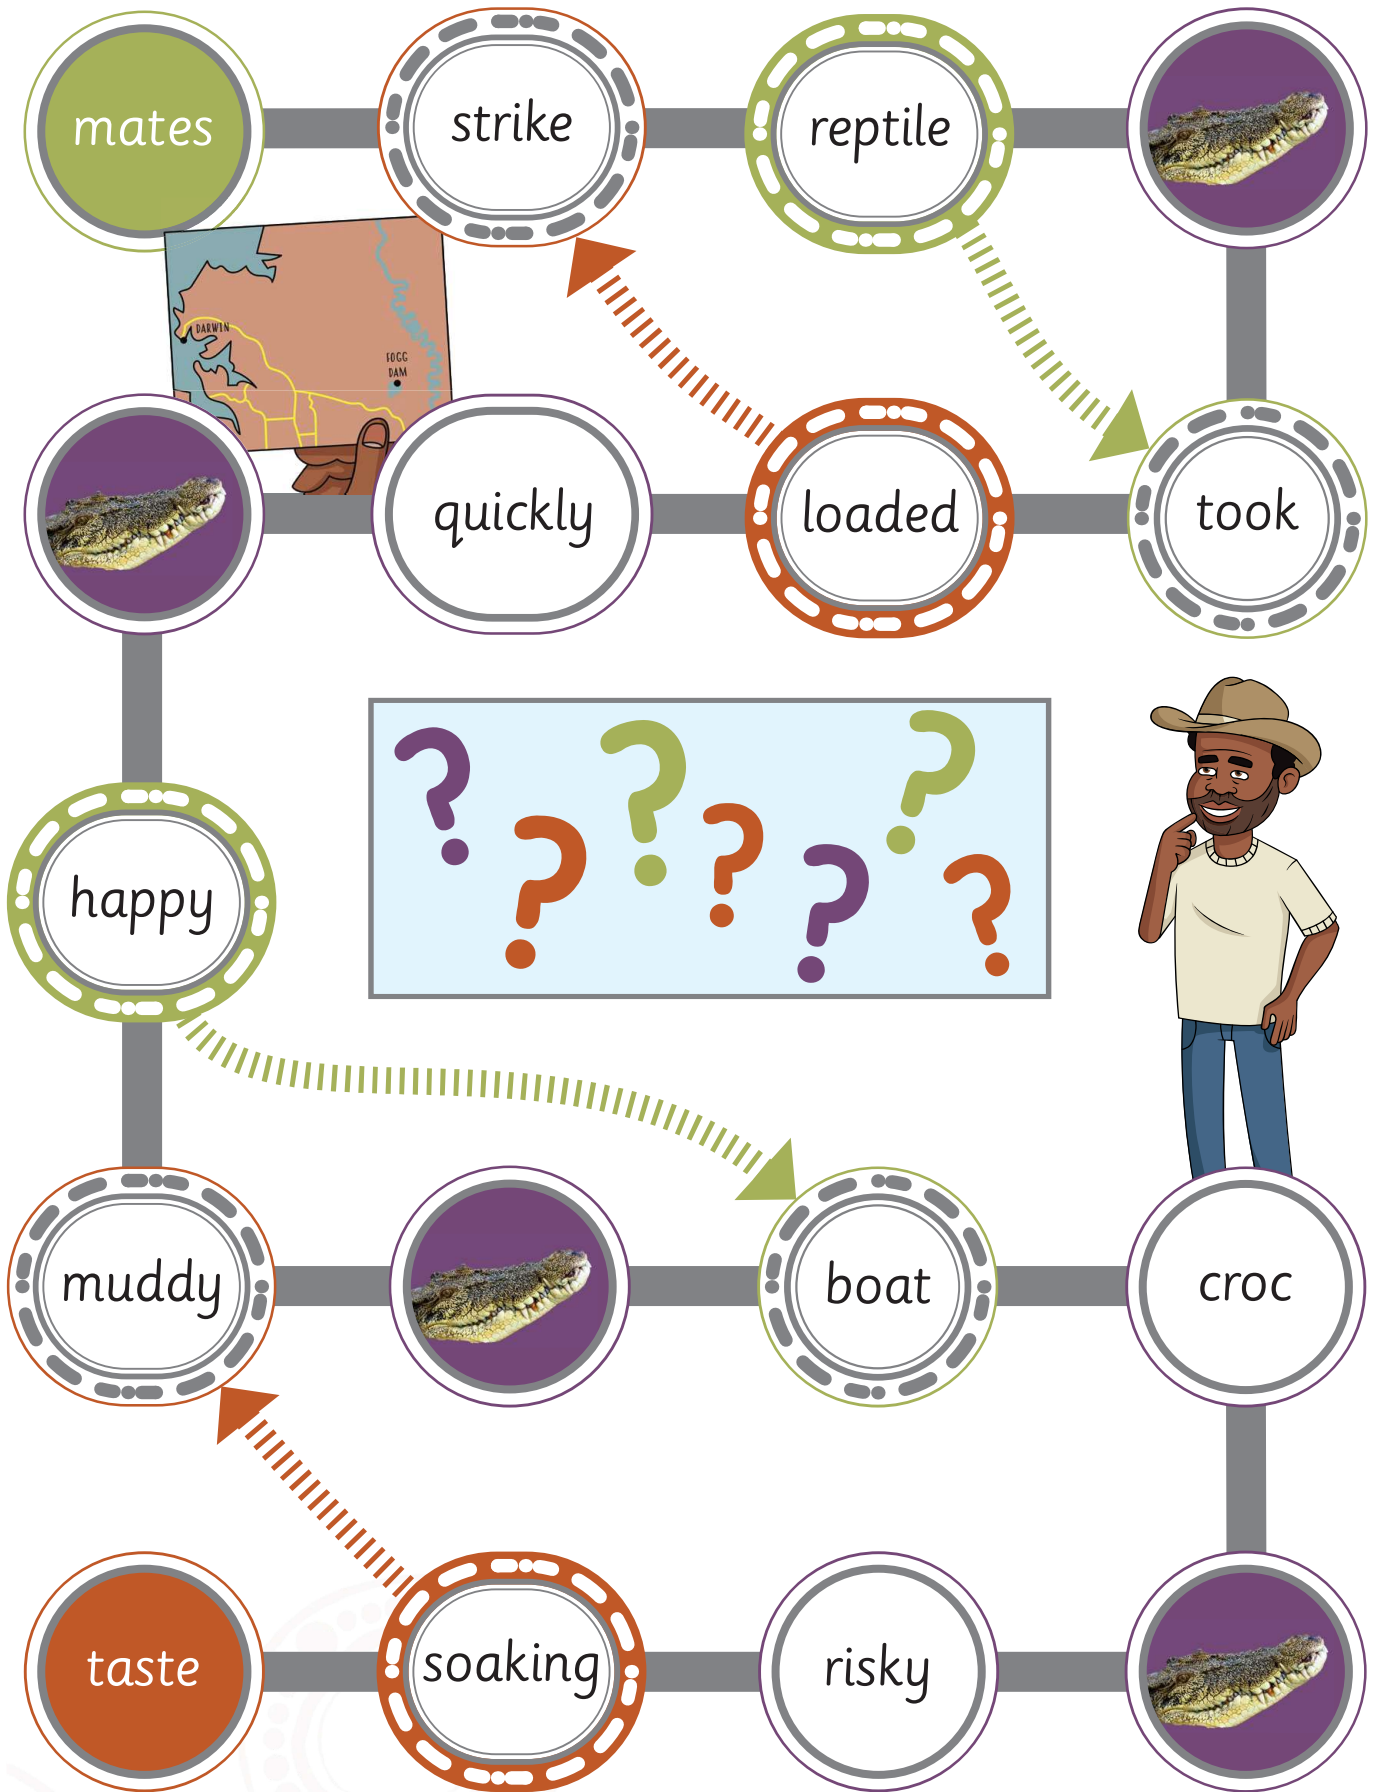 mates
strike
reptile
DARWIN
FOGG
DAM
quickly
loaded
took
? ? ? ? ? ? ?
happy
muddy
boat
croc
taste
soaking
risky